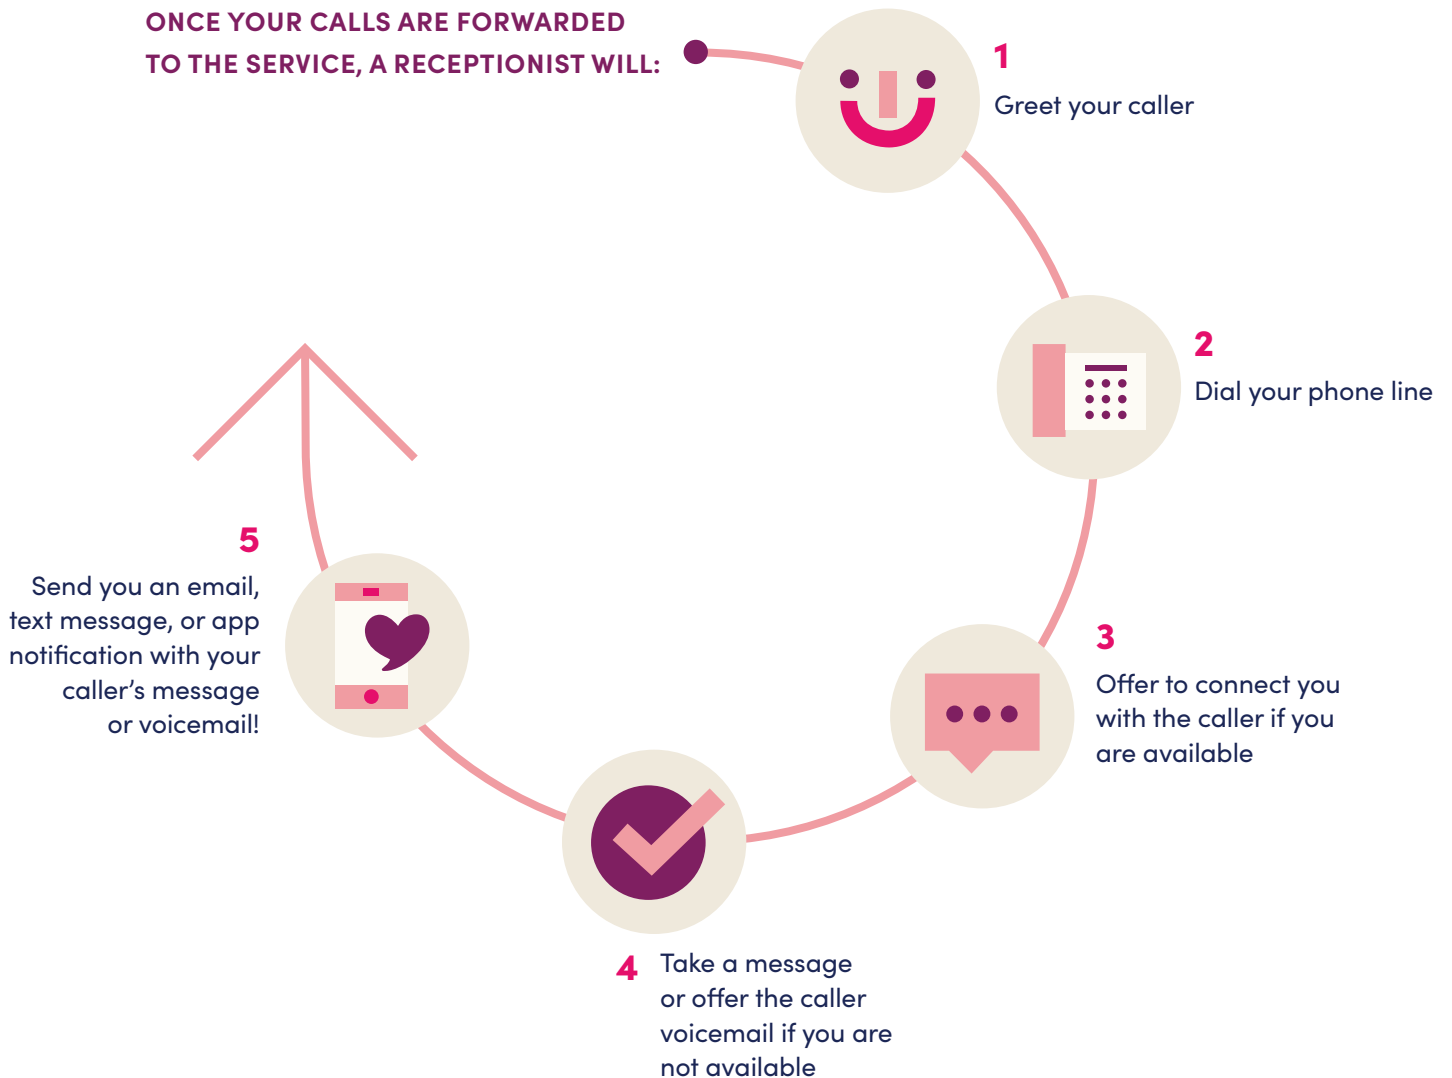 ONCE YOUR CALLS ARE FORWARDED
TO THE SERVICE, A RECEPTIONIST WILL:
1
Greet your caller
2
Dial your phone line
3
Offer to connect you
with the caller if you
are available
4
Take a message
or offer the caller
voicemail if you are
not available
5
Send you an email,
text message, or app
notification with your
caller’s message
or voicemail!